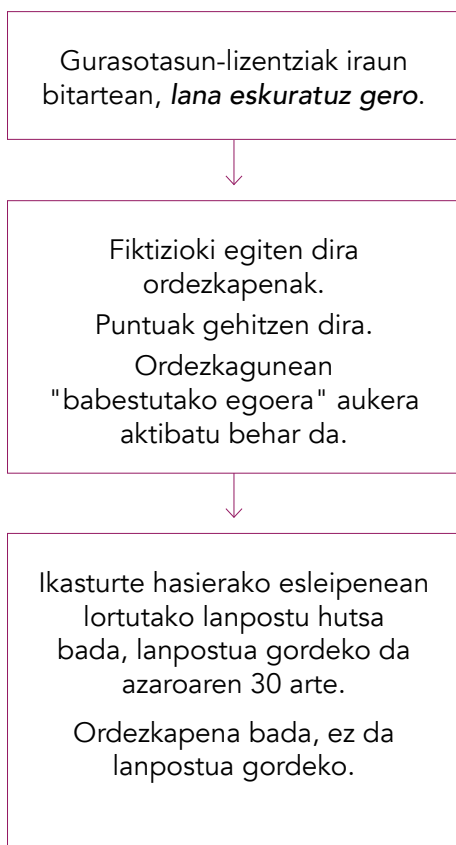 Gurasotasun-lizentziak iraun
bitartean, lana eskuratuz gero.
Fiktizioki egiten dira
ordezkapenak.
Puntuak gehitzen dira.
Ordezkagunean
"babestutako egoera" aukera
aktibatu behar da.
Ikasturte hasierako esleipenean
lortutako lanpostu hutsa
bada, lanpostua gordeko da
azaroaren 30 arte.
Ordezkapena bada, ez da
lanpostua gordeko.